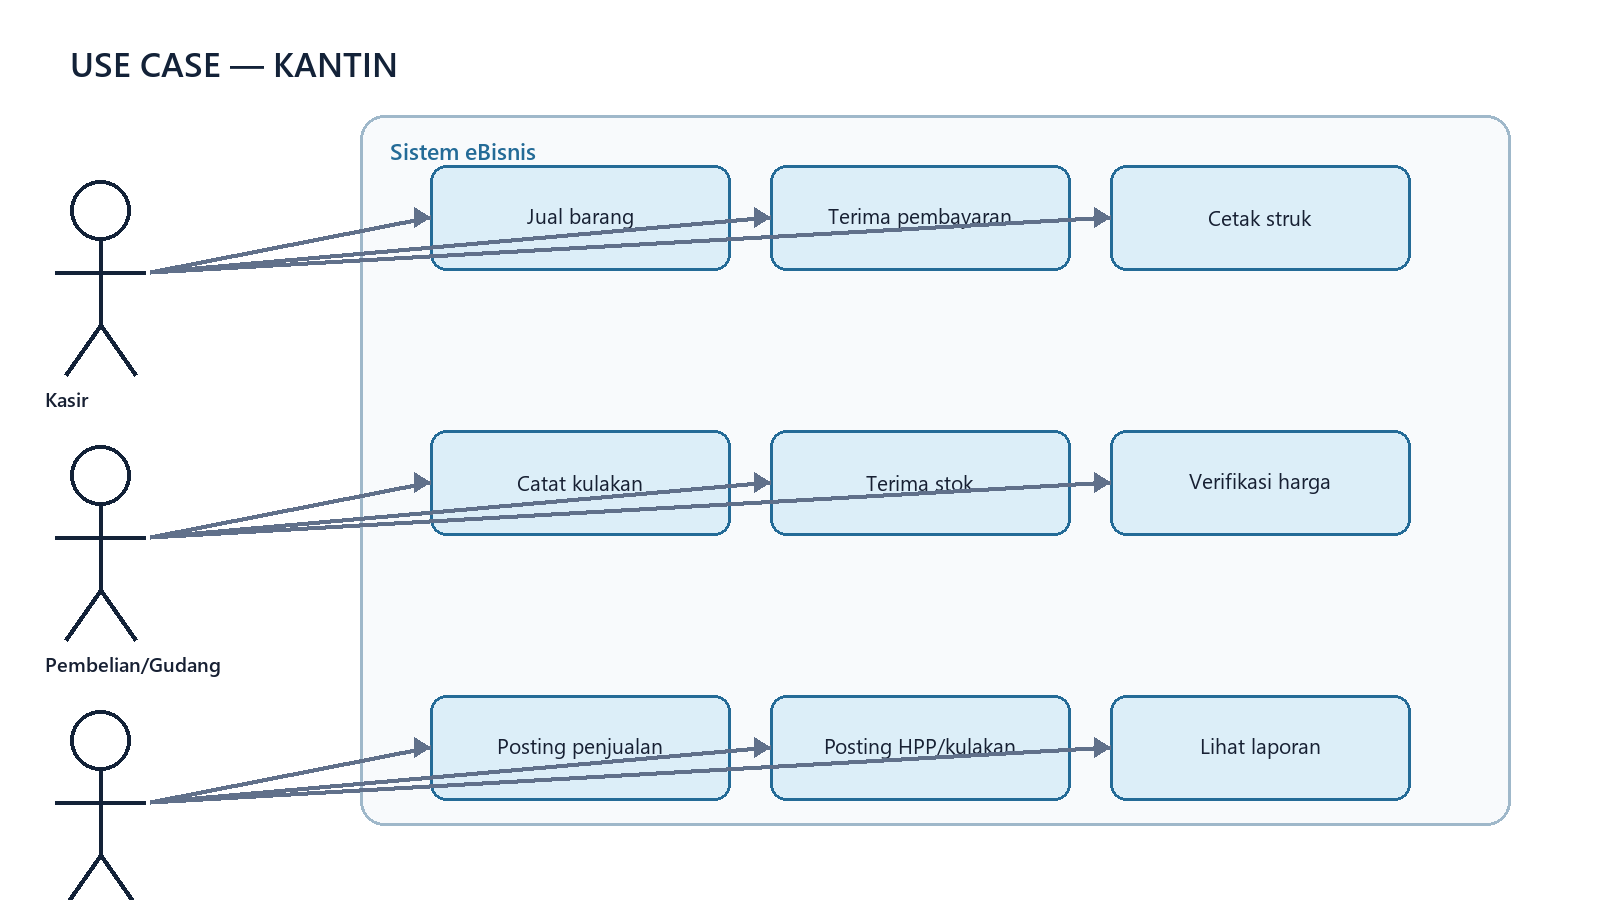 USE CASE — KANTIN
Sistem eBisnis
Jual barang
Terima pembayaran
Cetak struk
Kasir
Catat kulakan
Terima stok
Verifikasi harga
Pembelian/Gudang
Posting penjualan
Posting HPP/kulakan
Lihat laporan